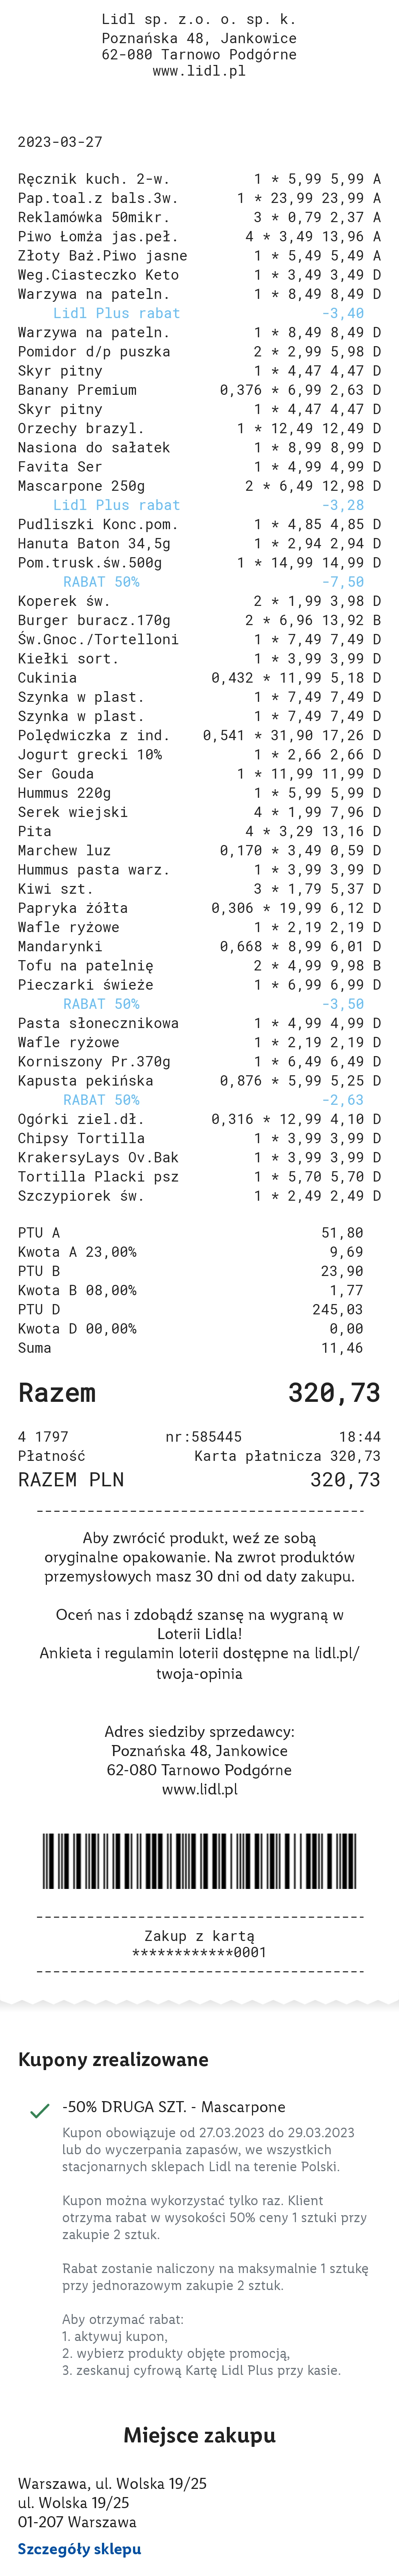 Lidl sp. z.o. o. sp. k.
Poznańska 48, Jankowice
62-080 Tarnowo Podgórne
www.lidl.pl
2023-03-27
Ręcznik kuch. 2-w. 1 * 5,99 5,99 A
Pap.toal.z bals.3w. 1 * 23,99 23,99 A
Reklamówka 50mikr. 3 * 0,79 2,37 A
Piwo Łomża jas.peł. 4 * 3,49 13,96 A
Złoty Baż.Piwo jasne 1 * 5,49 5,49 A
Weg.Ciasteczko Keto 1 * 3,49 3,49 D
Warzywa na pateln. 1 * 8,49 8,49 D
Lidl Plus rabat -3,40
Warzywa na pateln. 1 * 8,49 8,49 D
Pomidor d/p puszka 2 * 2,99 5,98 D
Skyr pitny 1 * 4,47 4,47 D
Banany Premium 0,376 * 6,99 2,63 D
Skyr pitny 1 * 4,47 4,47 D
Orzechy brazyl. 1 * 12,49 12,49 D
Nasiona do sałatek 1 * 8,99 8,99 D
Favita Ser 1 * 4,99 4,99 D
Mascarpone 250g 2 * 6,49 12,98 D
Lidl Plus rabat -3,28
Pudliszki Konc.pom. 1 * 4,85 4,85 D
Hanuta Baton 34,5g 1 * 2,94 2,94 D
Pom.trusk.św.500g 1 * 14,99 14,99 D
RABAT 50% -7,50
Koperek św. 2 * 1,99 3,98 D
Burger buracz.170g 2 * 6,96 13,92 B
Św.Gnoc./Tortelloni 1 * 7,49 7,49 D
Kiełki sort. 1 * 3,99 3,99 D
Cukinia 0,432 * 11,99 5,18 D
Szynka w plast. 1 * 7,49 7,49 D
Szynka w plast. 1 * 7,49 7,49 D
Polędwiczka z ind. 0,541 * 31,90 17,26 D
Jogurt grecki 10% 1 * 2,66 2,66 D
Ser Gouda 1 * 11,99 11,99 D
Hummus 220g 1 * 5,99 5,99 D
Serek wiejski 4 * 1,99 7,96 D
Pita 4 * 3,29 13,16 D
Marchew luz 0,170 * 3,49 0,59 D
Hummus pasta warz. 1 * 3,99 3,99 D
Kiwi szt. 3 * 1,79 5,37 D
Papryka żółta 0,306 * 19,99 6,12 D
Wafle ryżowe 1 * 2,19 2,19 D
Mandarynki 0,668 * 8,99 6,01 D
Tofu na patelnię 2 * 4,99 9,98 B
Pieczarki świeże 1 * 6,99 6,99 D
RABAT 50% -3,50
Pasta słonecznikowa 1 * 4,99 4,99 D
Wafle ryżowe 1 * 2,19 2,19 D
Korniszony Pr.370g 1 * 6,49 6,49 D
Kapusta pekińska 0,876 * 5,99 5,25 D
RABAT 50% -2,63
Ogórki ziel.dł. 0,316 * 12,99 4,10 D
Chipsy Tortilla 1 * 3,99 3,99 D
KrakersyLays Ov.Bak 1 * 3,99 3,99 D
Tortilla Placki psz 1 * 5,70 5,70 D
Szczypiorek św. 1 * 2,49 2,49 D
PTU A 51,80
Kwota A 23,00% 9,69
PTU B 23,90
Kwota B 08,00% 1,77
PTU D 245,03
Kwota D 00,00% 0,00
Suma 11,46
Razem 320,73
4 1797 nr:585445 18:44
Płatność Karta płatnicza 320,73
RAZEM PLN 320,73
Aby zwrócić produkt, weź ze sobą
oryginalne opakowanie. Na zwrot produktów
przemysłowych masz 30 dni od daty zakupu.
Oceń nas i zdobądź szansę na wygraną w
Loterii Lidla!
Ankieta i regulamin loterii dostępne na lidl.pl/
twoja-opinia
Adres siedziby sprzedawcy:
Poznańska 48, Jankowice
62-080 Tarnowo Podgórne
www.lidl.pl
Zakup z kartą
************0001
Kupony zrealizowane
-50% DRUGA SZT. - Mascarpone
Kupon obowiązuje od 27.03.2023 do 29.03.2023
lub do wyczerpania zapasów, we wszystkich
stacjonarnych sklepach Lidl na terenie Polski.
Kupon można wykorzystać tylko raz. Klient
otrzyma rabat w wysokości 50% ceny 1 sztuki przy
zakupie 2 sztuk.
Rabat zostanie naliczony na maksymalnie 1 sztukę
przy jednorazowym zakupie 2 sztuk.
Aby otrzymać rabat:
1. aktywuj kupon,
2. wybierz produkty objęte promocją,
3. zeskanuj cyfrową Kartę Lidl Plus przy kasie.
Miejsce zakupu
Warszawa, ul. Wolska 19/25
ul. Wolska 19/25
01-207 Warszawa
Szczegóły sklepu